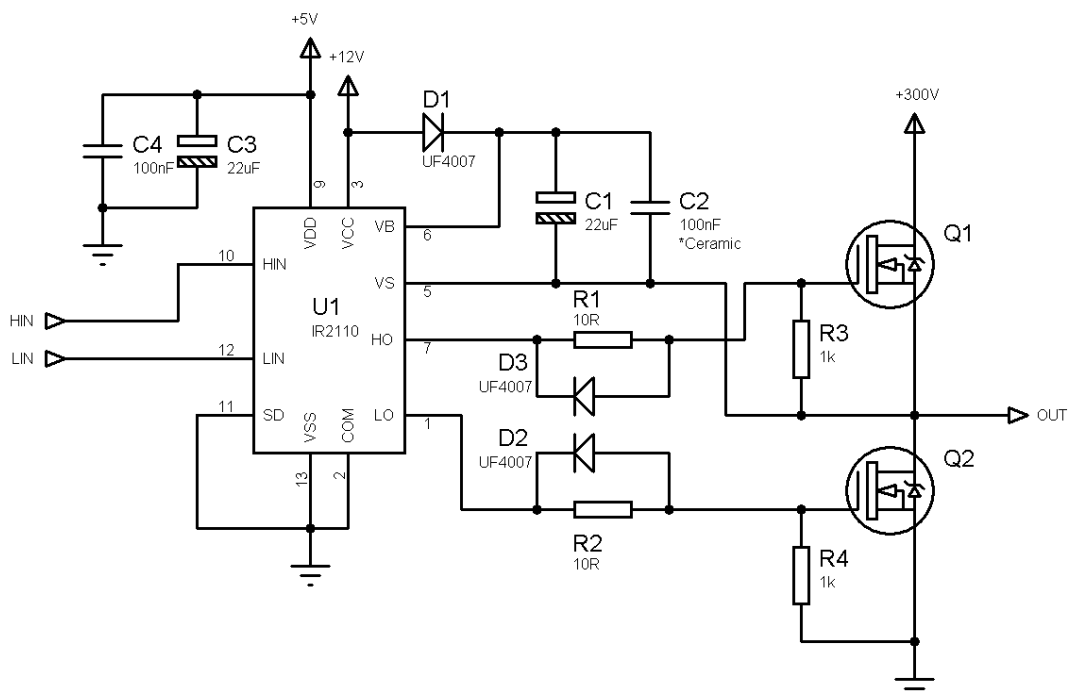 +5V
+12V
+300V
D1
UF4007
C4
100nF
C3
22uF
9
3
VDD
VCC
VB
6
C1
22uF
C2
100nF
*Ceramic
Q1
10
HIN
VS
5
HIN
U1
IR2110
R1
10R
HO
7
R3
1k
LIN
12
LIN
D3
UF4007
11
SD
VSS
COM
LO
1
OUT
D2
UF4007
Q2
13
2
R2
10R
R4
1k